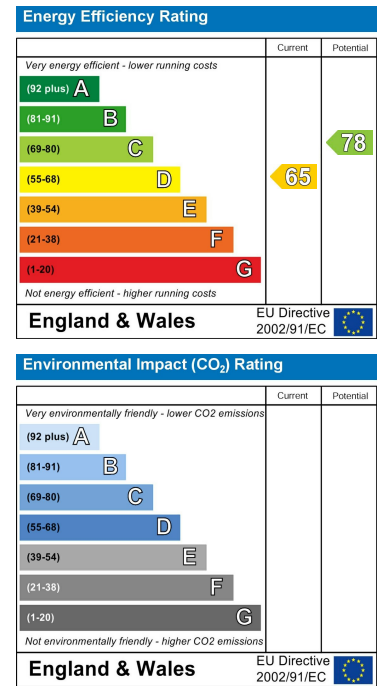 Energy Efficiency Rating
Current Potential
Very energy efficient - lower running costs
(92 plus) A
(81-91) B
(69-80) C
78
(55-68) D
65
(39-54) E
(21-38) F
(1-20) G
Not energy efficient - higher running costs
England & Wales
EU Directive
2002/91/EC
Environmental Impact (CO₂) Rating
Current Potential
Very environmentally friendly - lower CO2 emissions
(92 plus) A
(81-91) B
(69-80) C
(55-68) D
(39-54) E
(21-38) F
(1-20) G
Not environmentally friendly - higher CO2 emissions
England & Wales
EU Directive
2002/91/EC